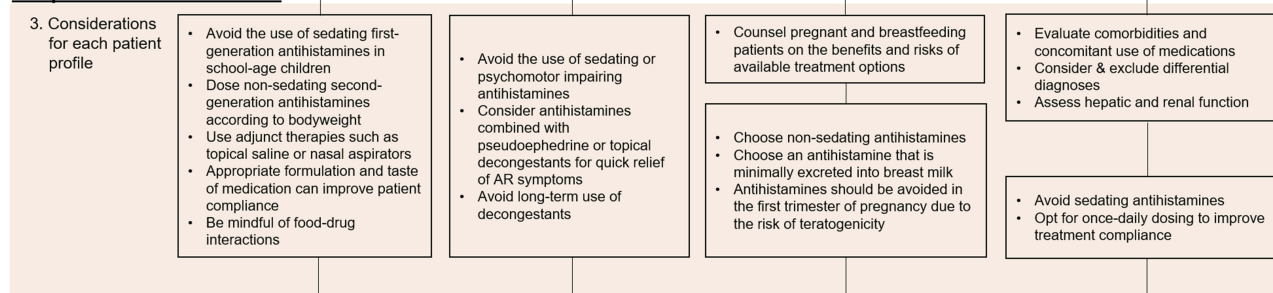 3. Considerations
for each patient
profile
• Avoid the use of sedating first-
generation antihistamines in
school-age children
• Dose non-sedating second-
generation antihistamines
according to bodyweight
• Use adjunct therapies such as
topical saline or nasal aspirators
• Appropriate formulation and taste
of medication can improve patient
compliance
• Be mindful of food-drug
interactions
• Avoid the use of sedating or
psychomotor impairing
antihistamines
• Consider antihistamines
combined with
pseudoephedrine or topical
decongestants for quick relief
of AR symptoms
• Avoid long-term use of
decongestants
• Counsel pregnant and breastfeeding
patients on the benefits and risks of
available treatment options
• Choose non-sedating antihistamines
• Choose an antihistamine that is
minimally excreted into breast milk
• Antihistamines should be avoided in
the first trimester of pregnancy due to
the risk of teratogenicity
• Evaluate comorbidities and
concomitant use of medications
• Consider & exclude differential
diagnoses
• Assess hepatic and renal function
• Avoid sedating antihistamines
• Opt for once-daily dosing to improve
treatment compliance